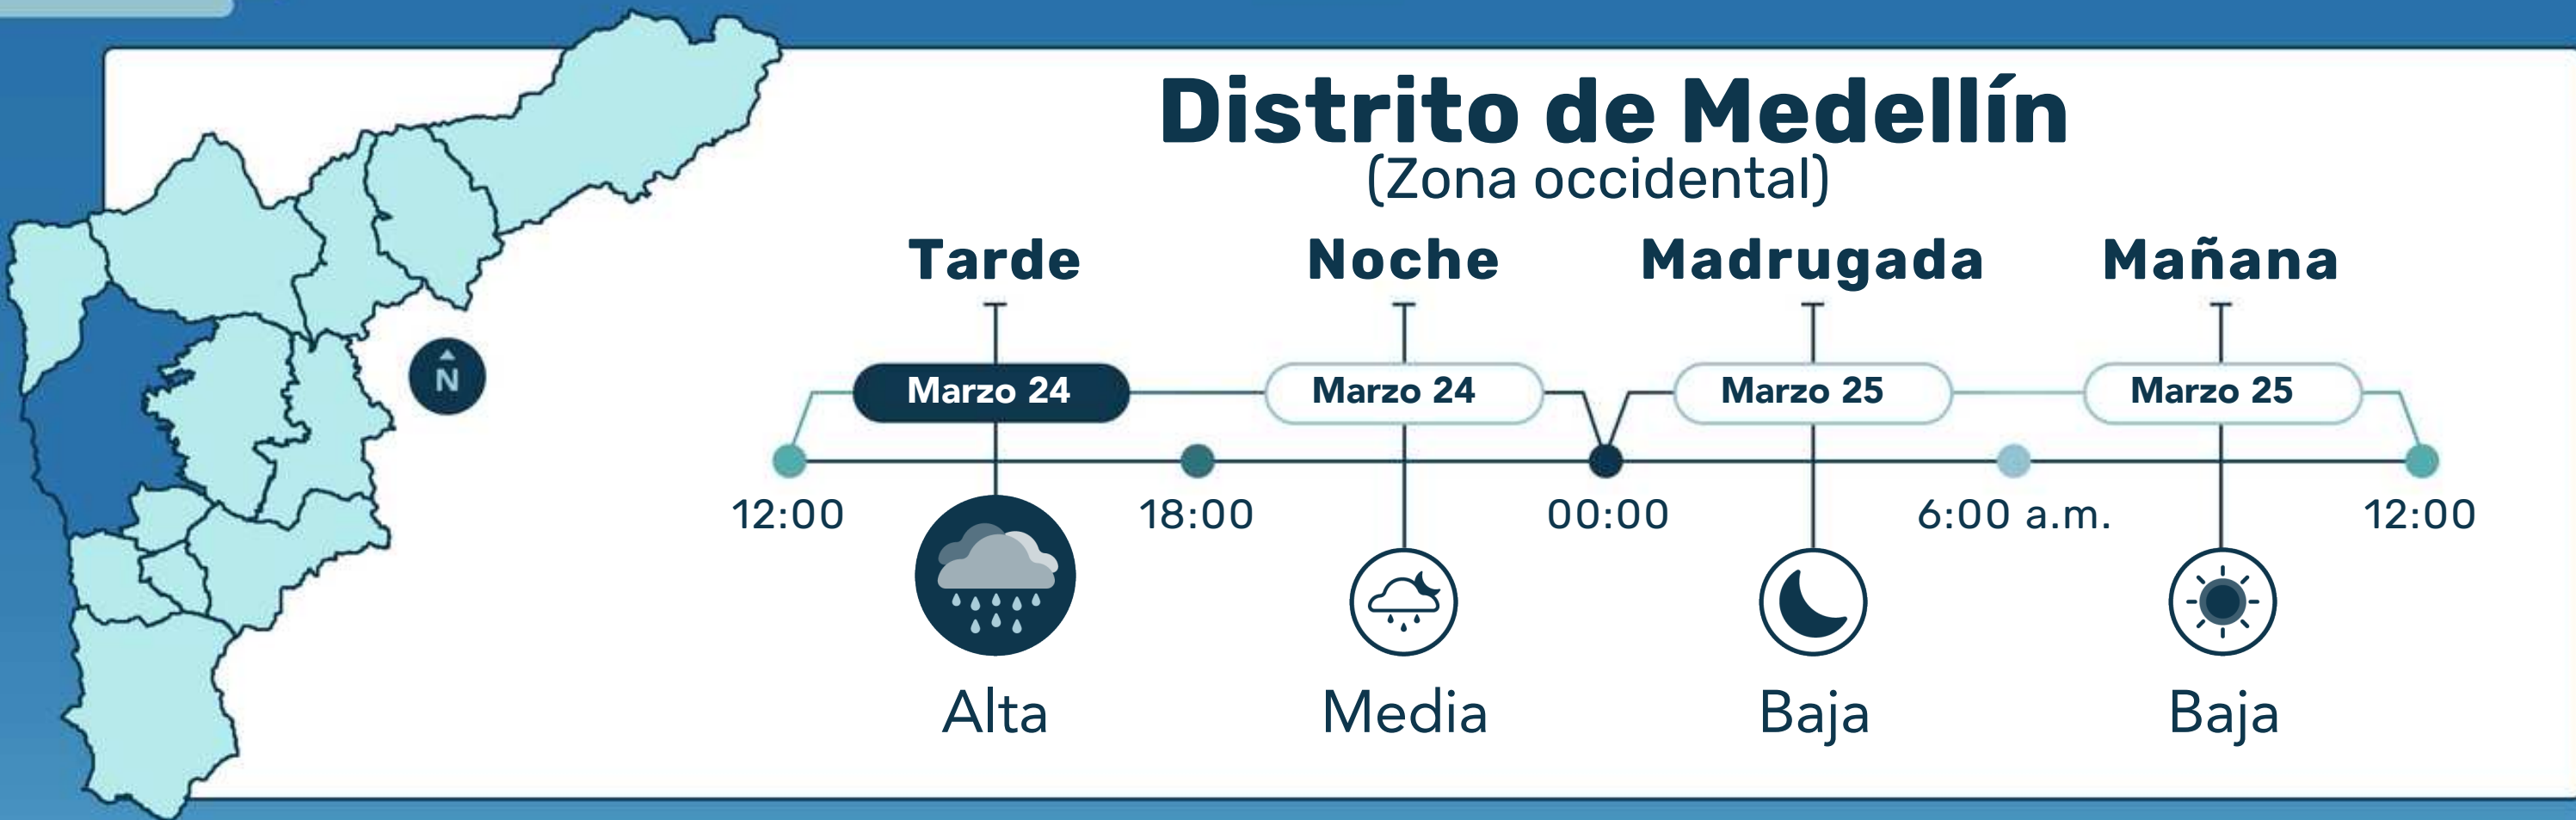 Distrito de Medellín
(Zona occidental)
Tarde Noche Madrugada Mañana
N
Marzo 24 Marzo 24 Marzo 25 Marzo 25
12:00 18:00 00:00 6:00 a.m. 12:00
Alta Media Baja Baja